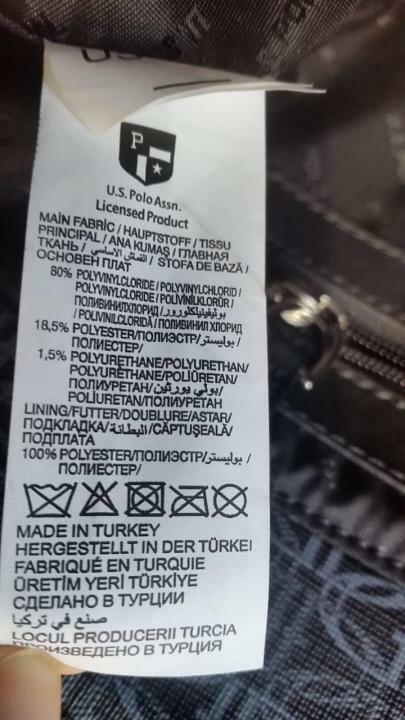 P
U.S. Polo Assn.
Licensed Product
MAIN FABRIC / HAUPTSTOFF / TISSU
PRINCIPAL / ANA KUMAŞ / ГЛАВНАЯ
ТКАНЬ / القماش الأساسي / STOFA DE BAZĂ /
ОСНОВЕН ПЛАТ
80% POLYVINYLCLORIDE / POLYVINYLCHLORID /
POLYVINYLCLORIDE / POLİVİNİLKLORÜR /
ПОЛИВИНИЛХЛОРИД/بوليفينيلكلورور
/ POLIVINILCLORIDĂ / ПОЛИВИНИЛ ХЛОРИД
18,5% POLYESTER/ПОЛИЭСТР/بوليستر /
ПОЛИЕСТЕР/
1,5% POLYURETHANE/POLYURETHAN/
POLYURÉTHANE/POLİÜRETAN/
ПОЛИУРЕТАН/بولي يورثين/
POLIURETAN/ПОЛИУРЕТАН
LINING/FUTTER/DOUBLURE/ASTAR/
ПОДКЛАДКА/البطانة/CĂPTUŞEALĂ/
ПОДПЛАТА
100% POLYESTER/ПОЛИЭСТР/بوليستر /
ПОЛИЕСТЕР/
MADE IN TURKEY
HERGESTELLT IN DER TÜRKEI
FABRIQUÉ EN TURQUIE
ÜRETİM YERİ TÜRKİYE
СДЕЛАНО В ТУРЦИИ
صنع في تركيا
LOCUL PRODUCERII TURCIA
ПРОИЗВЕДЕНО В ТУРЦИЯ